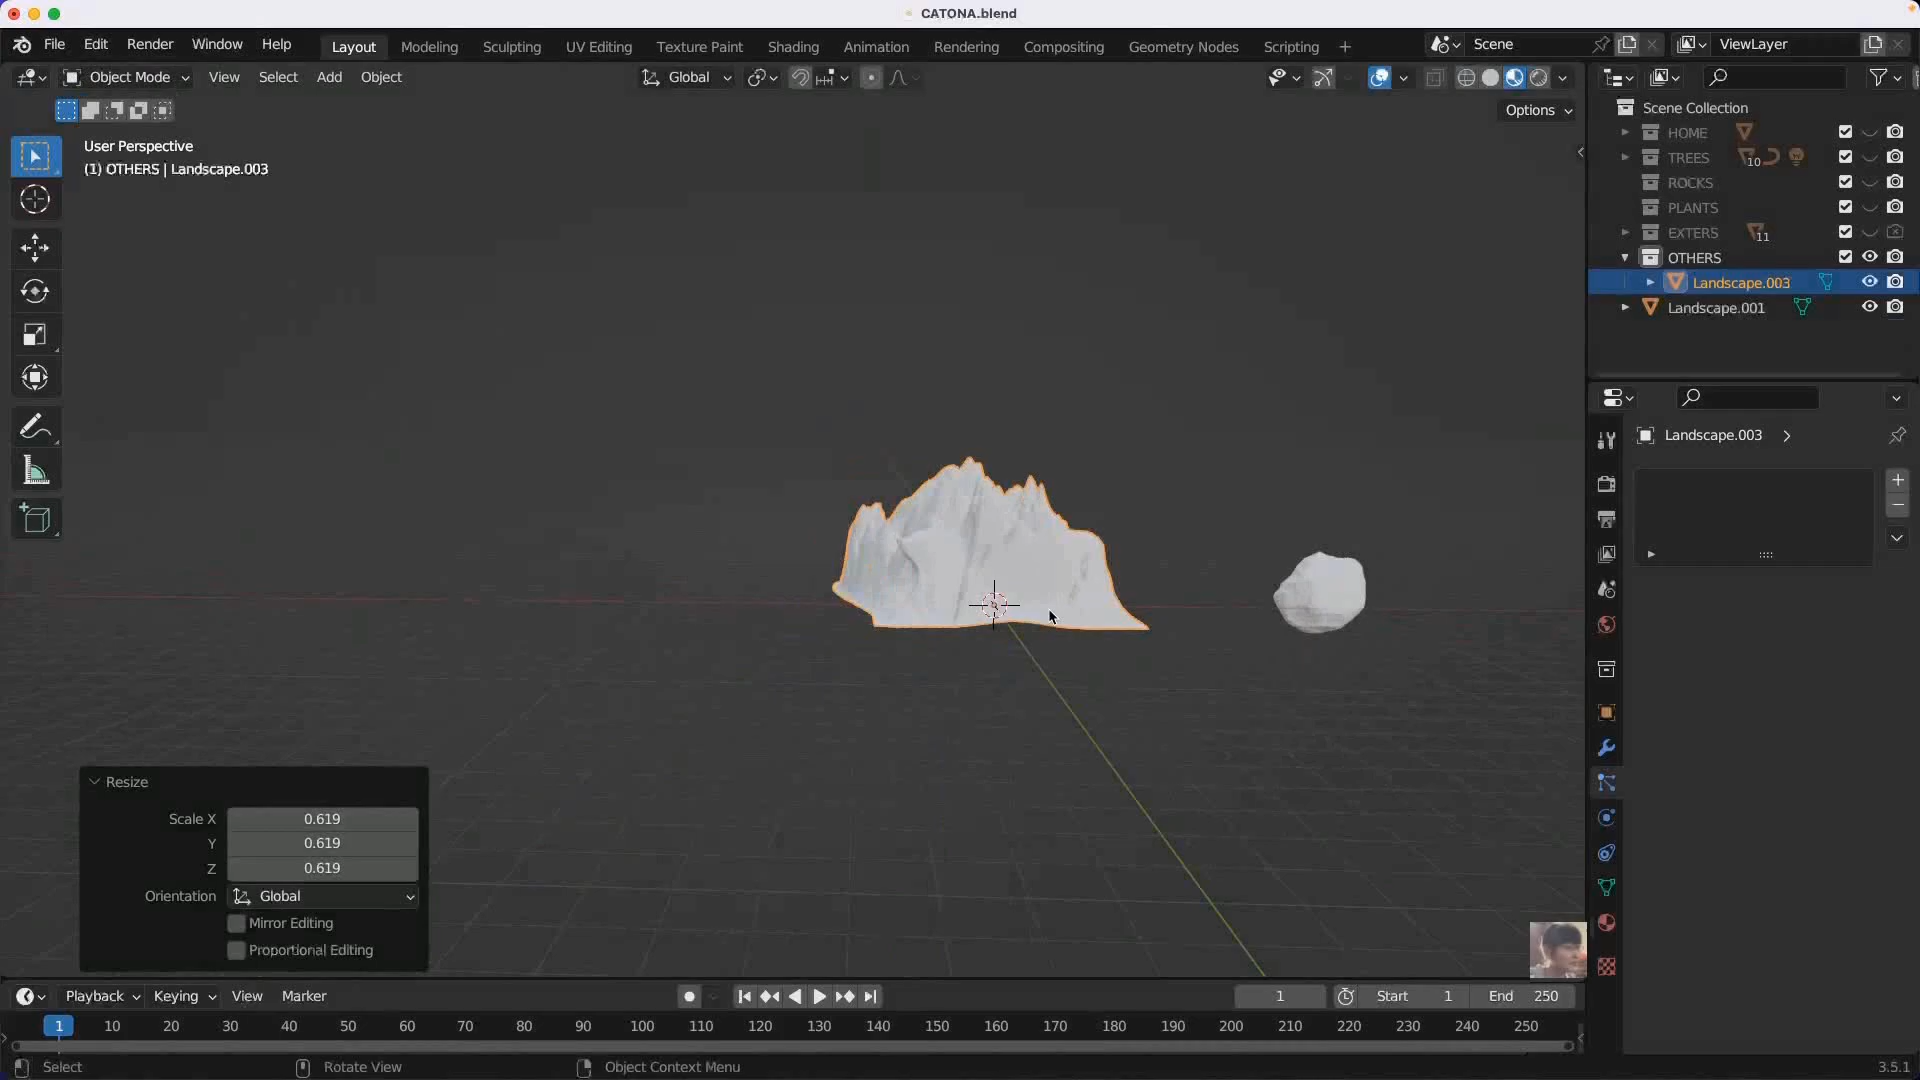 CATONA.blend
File Edit Render Window Help
Layout Modeling Sculpting UV Editing Texture Paint Shading Animation Rendering Compositing Geometry Nodes Scripting +
Scene
ViewLayer
Object Mode View Select Add Object
Global
Options
User Perspective
(1) OTHERS | Landscape.003
Scene Collection
HOME
TREES 10
ROCKS
PLANTS
EXTERS 11
OTHERS
Landscape.003
Landscape.001
Landscape.003
Resize
Scale X 0.619
Y 0.619
Z 0.619
Orientation Global
Mirror Editing
Proportional Editing
Playback Keying View Marker
1 Start 1 End 250
1 10 20 30 40 50 60 70 80 90 100 110 120 130 140 150 160 170 180 190 200 210 220 230 240 250
Select Rotate View Object Context Menu 3.5.1